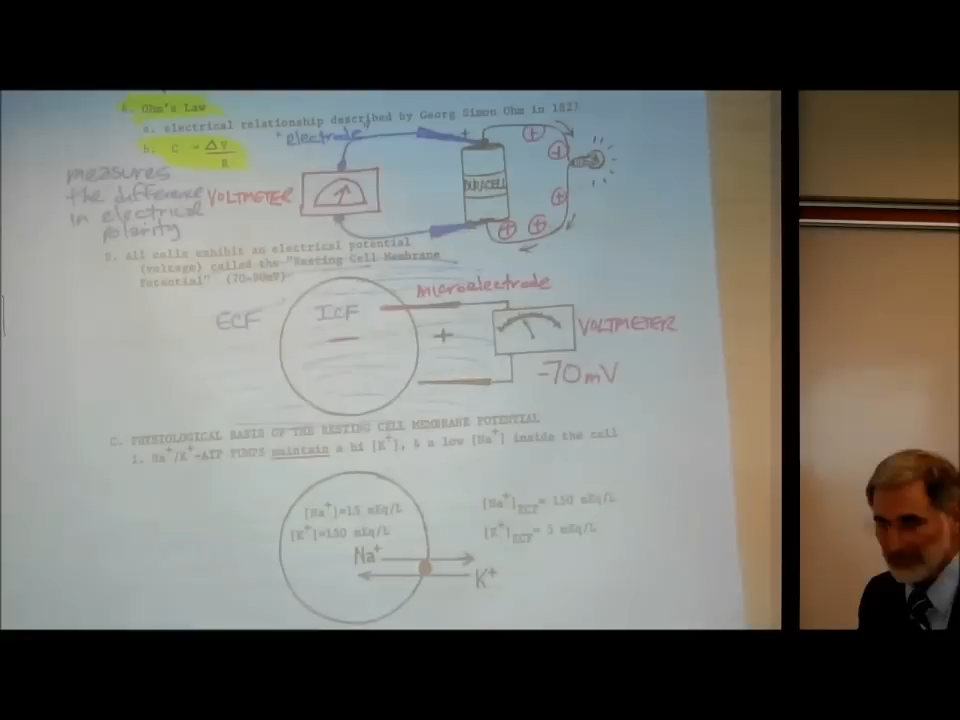 Ohm's Law
a. electrical relationship described by Georg Simon Ohm in 1827
"electrode"
b. C = ΔV
R
measures
the difference
in electrical
polarity
VOLTMETER
+
DURACELL
+
+
+
+
+
B. All cells exhibit an electrical potential
(voltage) called the "Resting Cell Membrane
Potential" (70-90mV)
microelectrode
ECF
ICF
−
+
VOLTMETER
-70mV
C. PHYSIOLOGICAL BASIS OF THE RESTING CELL MEMBRANE POTENTIAL
1. Na+/K+-ATP PUMPS maintain a hi [K+], & a low [Na+] inside the cell
[Na+]=15 mEq/L
[Na+]ECF= 150 mEq/L
[K+]=150 mEq/L
[K+]ECF= 5 mEq/L
Na+
K+